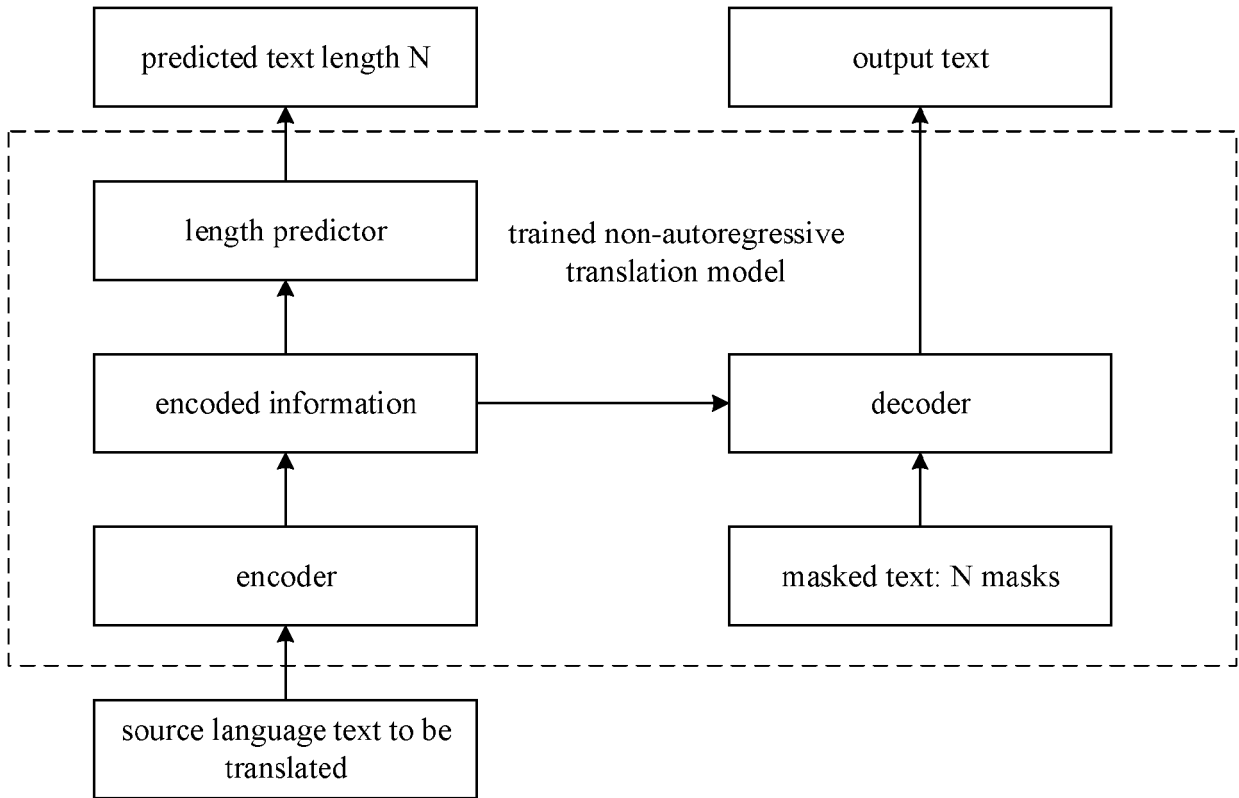 predicted text length N
output text
length predictor
trained non-autoregressive
translation model
encoded information
decoder
encoder
masked text: N masks
source language text to be
translated